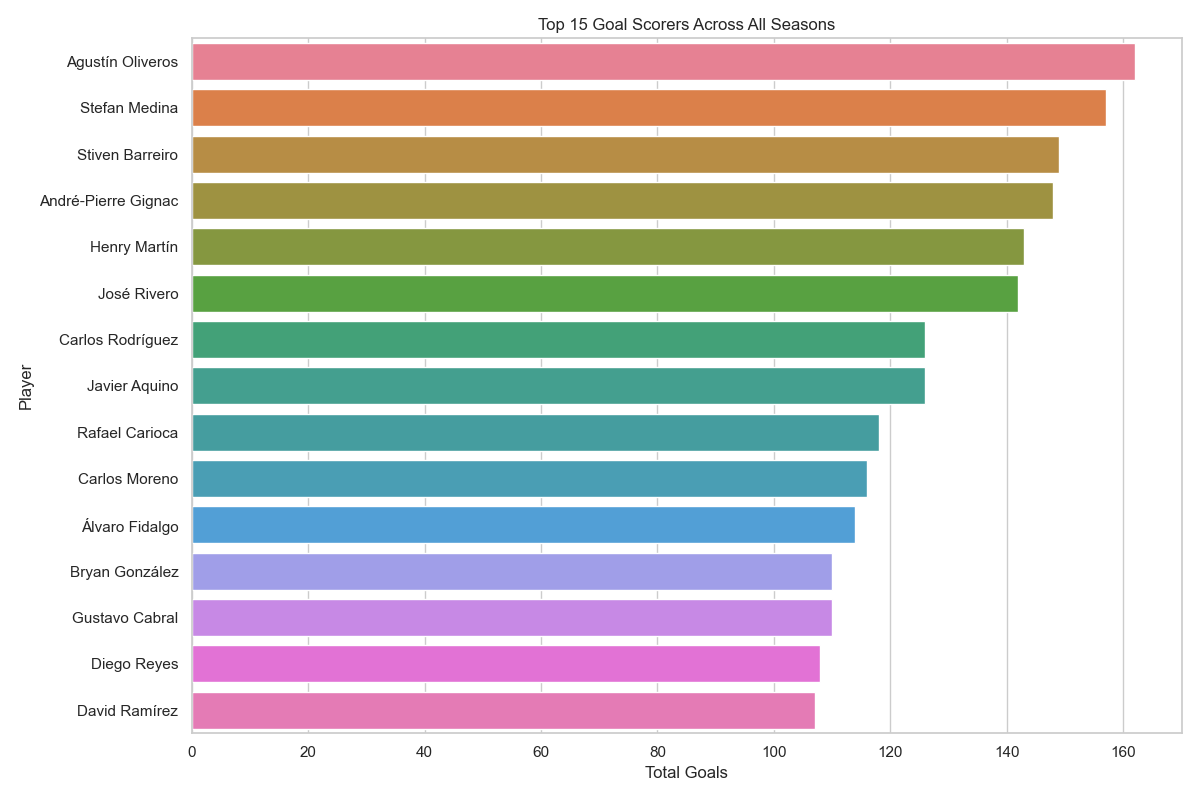 Top 15 Goal Scorers Across All Seasons
Agustín Oliveros
Stefan Medina
Stiven Barreiro
André-Pierre Gignac
Henry Martín
José Rivero
Carlos Rodríguez
Javier Aquino
Rafael Carioca
Carlos Moreno
Álvaro Fidalgo
Bryan González
Gustavo Cabral
Diego Reyes
David Ramírez
Player
0 20 40 60 80 100 120 140 160
Total Goals